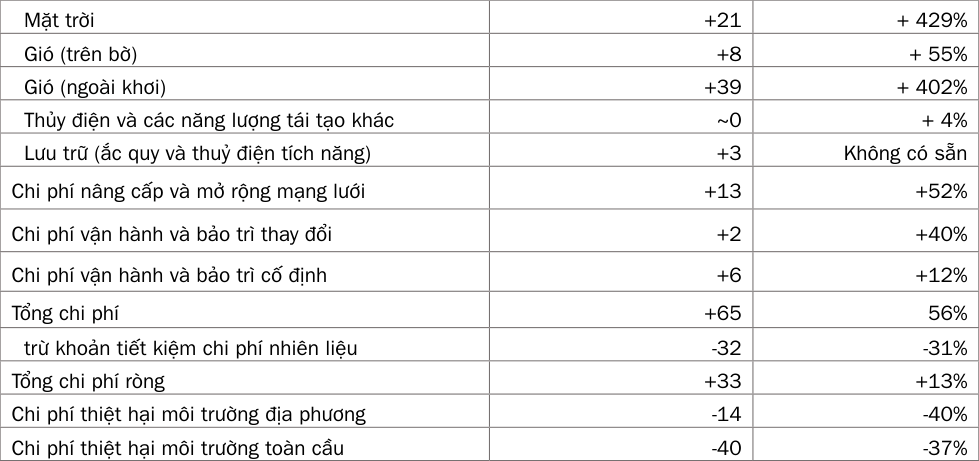 Mặt trời +21 + 429%
Gió (trên bờ) +8 + 55%
Gió (ngoài khơi) +39 + 402%
Thủy điện và các năng lượng tái tạo khác ~0 + 4%
Lưu trữ (ắc quy và thuỷ điện tích năng) +3 Không có sẵn
Chi phí nâng cấp và mở rộng mạng lưới +13 +52%
Chi phí vận hành và bảo trì thay đổi +2 +40%
Chi phí vận hành và bảo trì cố định +6 +12%
Tổng chi phí +65 56%
trừ khoản tiết kiệm chi phí nhiên liệu -32 -31%
Tổng chi phí ròng +33 +13%
Chi phí thiệt hại môi trường địa phương -14 -40%
Chi phí thiệt hại môi trường toàn cầu -40 -37%